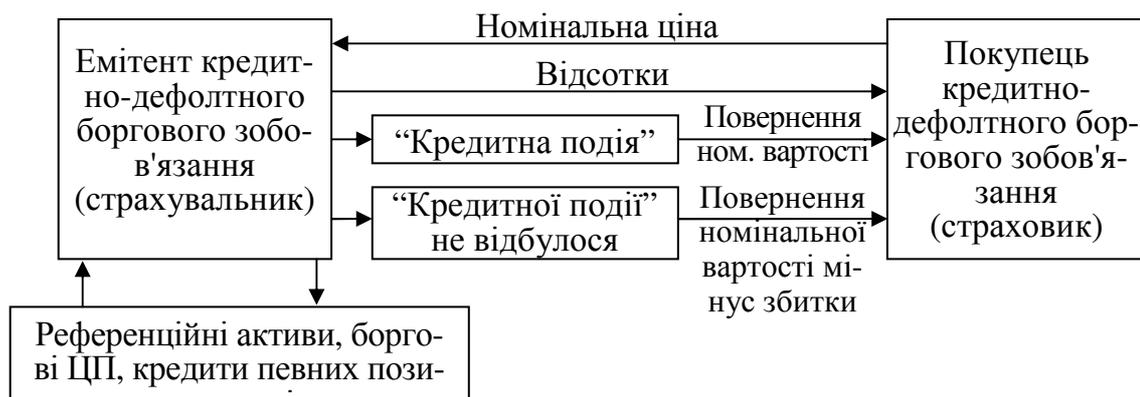 Номінальна ціна
Емітент кредит-
но-дефолтного
боргового зобо-
в'язання
(страхувальник)
Відсотки
“Кредитна подія”
Повернення
ном. вартості
“Кредитної події”
не відбулося
Повернення
номінальної
вартості мі-
нус збитки
Покупець
кредитно-
дефолтного бор-
гового зобов'я-
зання
(страховик)
Референційні активи, борго-
ві ЦП, кредити певних пози-